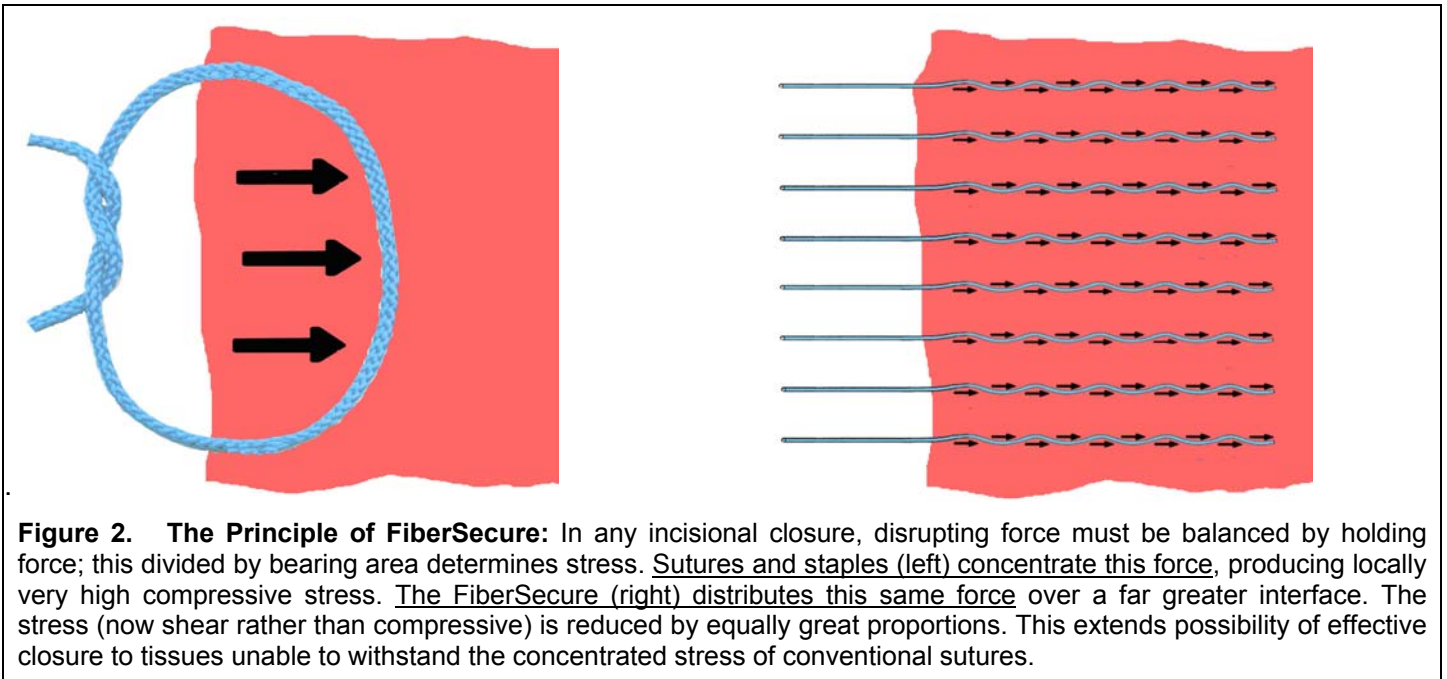 .
Figure 2. The Principle of FiberSecure: In any incisional closure, disrupting force must be balanced by holding
force; this divided by bearing area determines stress. Sutures and staples (left) concentrate this force, producing locally
very high compressive stress. The FiberSecure (right) distributes this same force over a far greater interface. The
stress (now shear rather than compressive) is reduced by equally great proportions. This extends possibility of effective
closure to tissues unable to withstand the concentrated stress of conventional sutures.